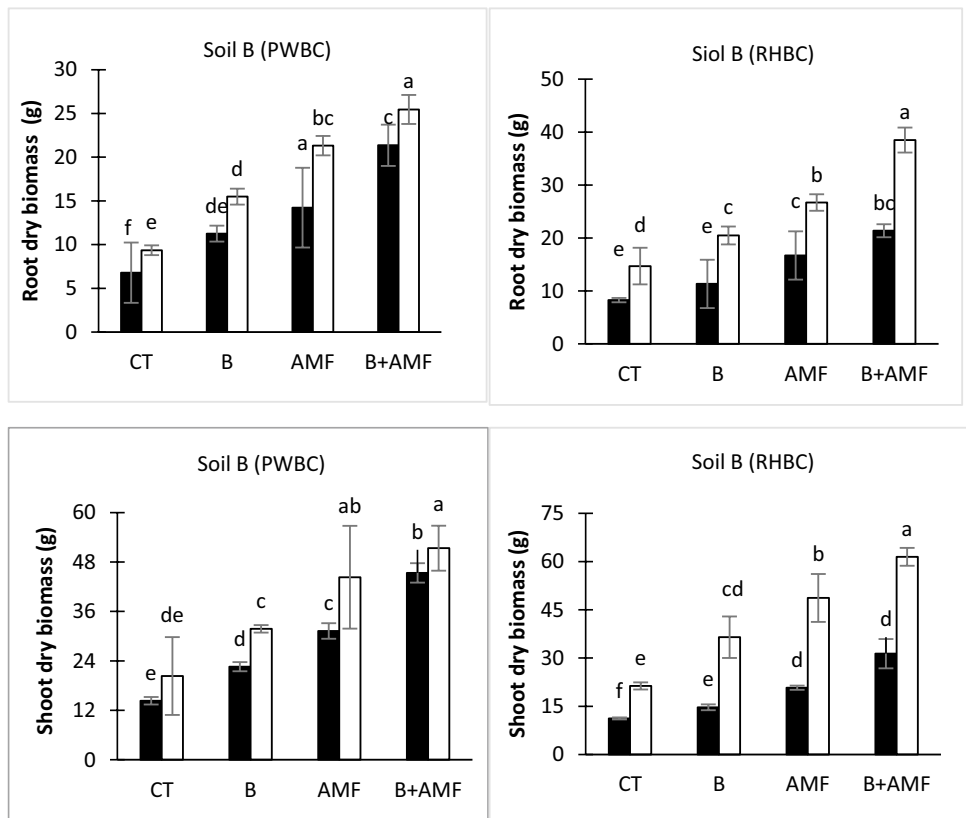 Soil B (PWBC)
Root dry biomass (g)
30
25
20
15
10
5
0
f e de d a bc c a
CT B AMF B+AMF
Siol B (RHBC)
Root dry biomass (g)
50
40
30
20
10
0
e d e c c b bc a
CT B AMF B+AMF
Soil B (PWBC)
Shoot dry biomass (g)
60
48
36
24
12
0
e de d c c ab b a
CT B AMF B+AMF
Soil B (RHBC)
Shoot dry biomass (g)
75
60
45
30
15
0
f e e cd d b d a
CT B AMF B+AMF